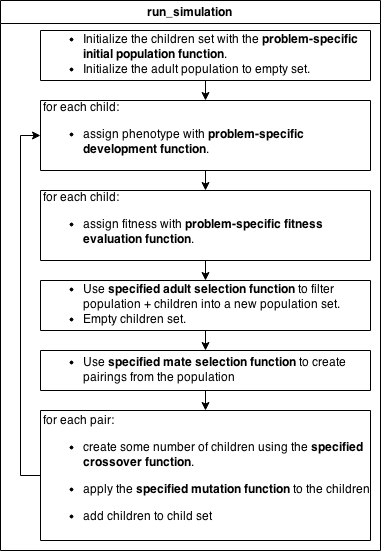 run_simulation
• Initialize the children set with the problem-specific
initial population function.
• Initialize the adult population to empty set.
for each child:
• assign phenotype with problem-specific
development function.
for each child:
• assign fitness with problem-specific fitness
evaluation function.
• Use specified adult selection function to filter
population + children into a new population set.
• Empty children set.
• Use specified mate selection function to create
pairings from the population
for each pair:
• create some number of children using the specified
crossover function.
• apply the specified mutation function to the children
• add children to child set